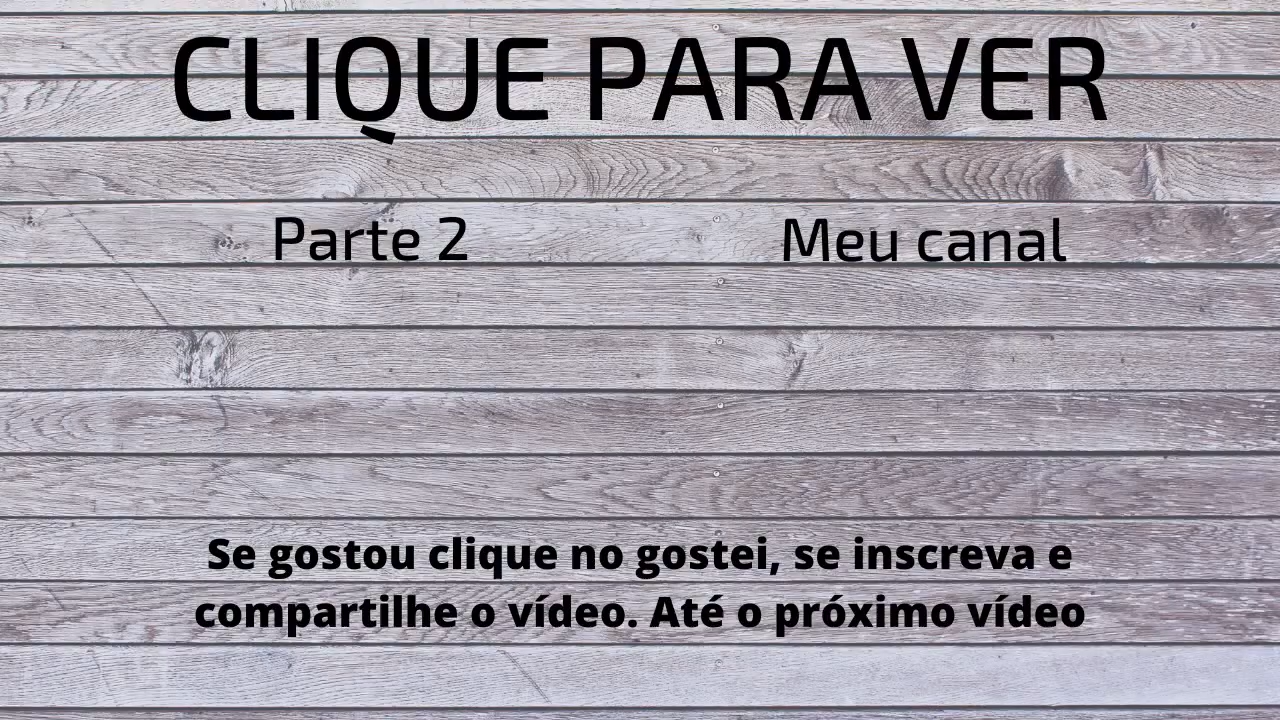 CLIQUE PARA VER
Parte 2
Meu canal
Se gostou clique no gostei, se inscreva e
compartilhe o vídeo. Até o próximo vídeo